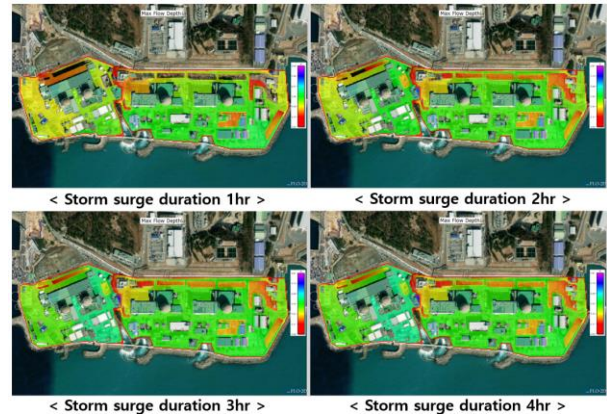 Max Flow Depth
Max Flow Depth
< Storm surge duration 1hr >
< Storm surge duration 2hr >
Max Flow Depth
Max Flow Depth
< Storm surge duration 3hr >
< Storm surge duration 4hr >